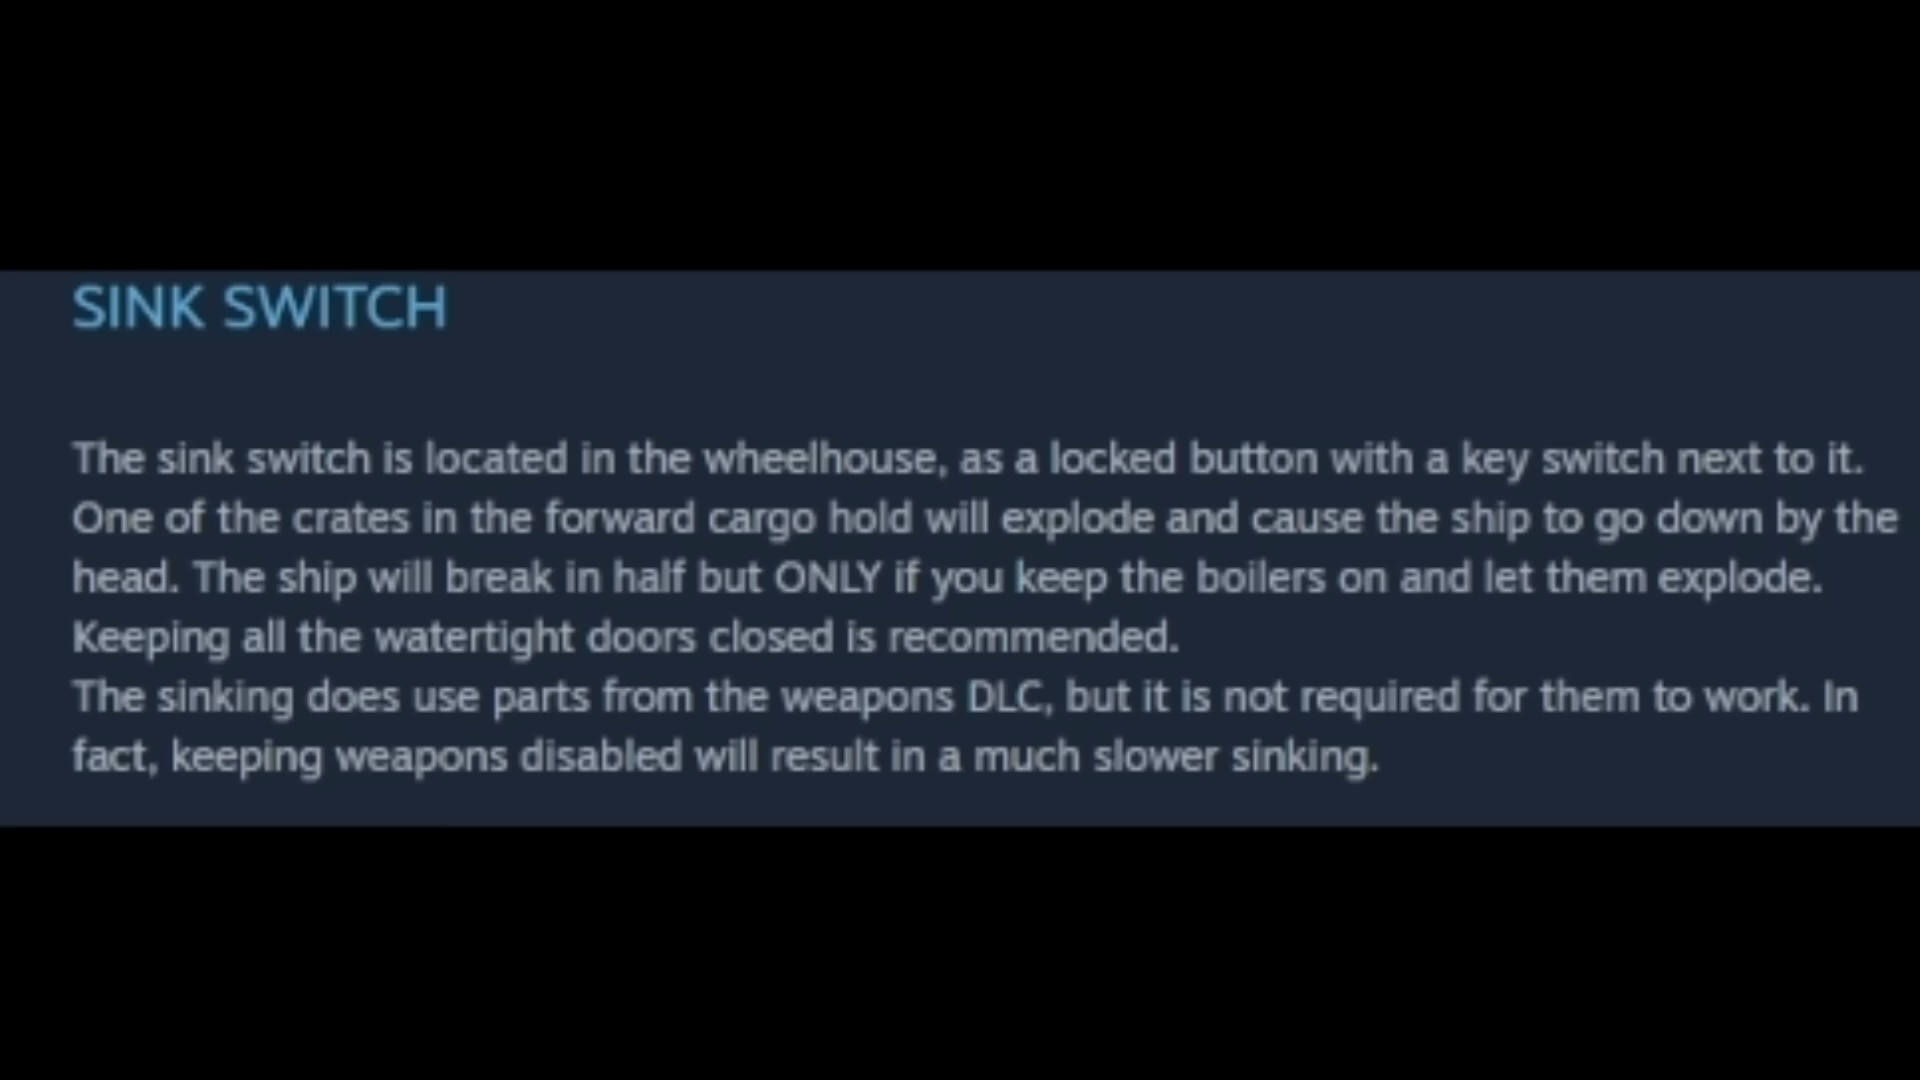 SINK SWITCH
The sink switch is located in the wheelhouse, as a locked button with a key switch next to it.
One of the crates in the forward cargo hold will explode and cause the ship to go down by the
head. The ship will break in half but ONLY if you keep the boilers on and let them explode.
Keeping all the watertight doors closed is recommended.
The sinking does use parts from the weapons DLC, but it is not required for them to work. In
fact, keeping weapons disabled will result in a much slower sinking.